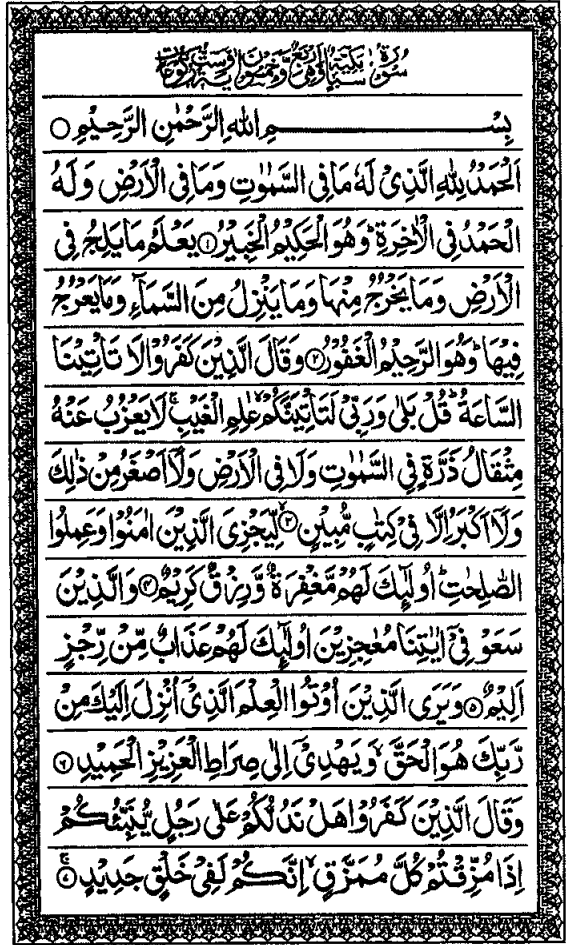 سُوْرَةُ سَبَاٍ مَكِّيَّةٌ وَّهِىَ اَرْبَعٌ وَّخَمْسُوْنَ اٰيَةً وَّسِتُّ رُكُوْعَاتٍ
بِسْمِ اللهِ الرَّحْمٰنِ الرَّحِيْمِ ○
اَلْحَمْدُ لِلّٰهِ الَّذِىْ لَهٗ مَا فِى السَّمٰوٰتِ وَمَا فِى الْاَرْضِ وَلَهُ
الْحَمْدُ فِى الْاٰخِرَةِ ؕ وَهُوَ الْحَكِيْمُ الْخَبِيْرُ ۝۱ يَعْلَمُ مَا يَلِجُ فِى
الْاَرْضِ وَمَا يَخْرُجُ مِنْهَا وَمَا يَنْزِلُ مِنَ السَّمَآءِ وَمَا يَعْرُجُ
فِيْهَا ؕ وَهُوَ الرَّحِيْمُ الْغَفُوْرُ ۝۲ وَقَالَ الَّذِيْنَ كَفَرُوْا لَا تَاْتِيْنَا
السَّاعَةُ ؕ قُلْ بَلٰى وَرَبِّىْ لَتَاْتِيَنَّكُمْ ۙ عٰلِمِ الْغَيْبِ ۚ لَا يَعْزُبُ عَنْهُ
مِثْقَالُ ذَرَّةٍ فِى السَّمٰوٰتِ وَلَا فِى الْاَرْضِ وَلَاۤ اَصْغَرُ مِنْ ذٰلِكَ
وَلَاۤ اَكْبَرُ اِلَّا فِىْ كِتٰبٍ مُّبِيْنٍ ۝۳ۙ لِّيَجْزِىَ الَّذِيْنَ اٰمَنُوْا وَعَمِلُوا
الصّٰلِحٰتِ ؕ اُولٰٓئِكَ لَهُمْ مَّغْفِرَةٌ وَّرِزْقٌ كَرِيْمٌ ۝۴ وَالَّذِيْنَ
سَعَوْ فِىْۤ اٰيٰتِنَا مُعٰجِزِيْنَ اُولٰٓئِكَ لَهُمْ عَذَابٌ مِّنْ رِّجْزٍ
اَلِيْمٌ ۝۵ وَيَرَى الَّذِيْنَ اُوْتُوا الْعِلْمَ الَّذِىْۤ اُنْزِلَ اِلَيْكَ مِنْ
رَّبِّكَ هُوَ الْحَقَّ ۙ وَيَهْدِىْۤ اِلٰى صِرَاطِ الْعَزِيْزِ الْحَمِيْدِ ۝۶
وَقَالَ الَّذِيْنَ كَفَرُوْا هَلْ نَدُلُّكُمْ عَلٰى رَجُلٍ يُّنَبِّئُكُمْ
اِذَا مُزِّقْتُمْ كُلَّ مُمَزَّقٍ ۙ اِنَّكُمْ لَفِىْ خَلْقٍ جَدِيْدٍ ۝۷ۚ